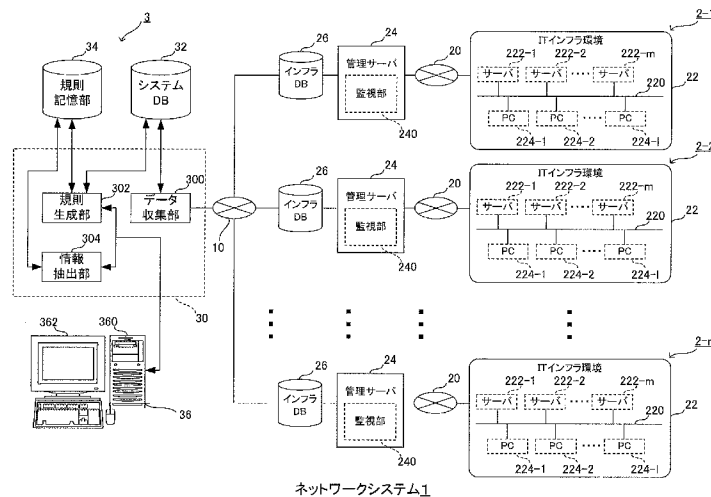 3
34
32
規則
記憶部
システム
DB
302
300
規則
生成部
データ
収集部
304
情報
抽出部
30
10
362
360
36
26
インフラ
DB
24
管理サーバ
監視部
240
20
2-1
ITインフラ環境
222-1
222-2
222-m
サーバ
サーバ
サーバ
220
22
PC
PC
PC
224-1
224-2
224-l
26
インフラ
DB
24
管理サーバ
監視部
240
20
2-2
ITインフラ環境
222-1
222-2
222-m
サーバ
サーバ
サーバ
220
22
PC
PC
PC
224-1
224-2
224-l
26
インフラ
DB
24
管理サーバ
監視部
240
20
2-n
ITインフラ環境
222-1
222-2
222-m
サーバ
サーバ
サーバ
220
22
PC
PC
PC
224-1
224-2
224-l
ネットワークシステム1